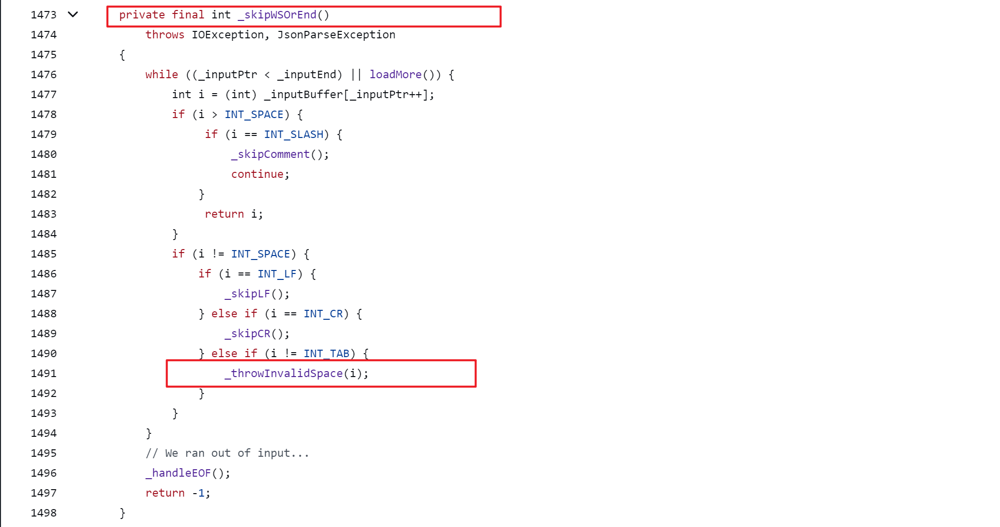 1473 private final int _skipWSOrEnd()
1474 throws IOException, JsonParseException
1475 {
1476 while ((_inputPtr < _inputEnd) || loadMore()) {
1477 int i = (int) _inputBuffer[_inputPtr++];
1478 if (i > INT_SPACE) {
1479 if (i == INT_SLASH) {
1480 _skipComment();
1481 continue;
1482 }
1483 return i;
1484 }
1485 if (i != INT_SPACE) {
1486 if (i == INT_LF) {
1487 _skipLF();
1488 } else if (i == INT_CR) {
1489 _skipCR();
1490 } else if (i != INT_TAB) {
1491 _throwInvalidSpace(i);
1492 }
1493 }
1494 }
1495 // We ran out of input...
1496 _handleEOF();
1497 return -1;
1498 }